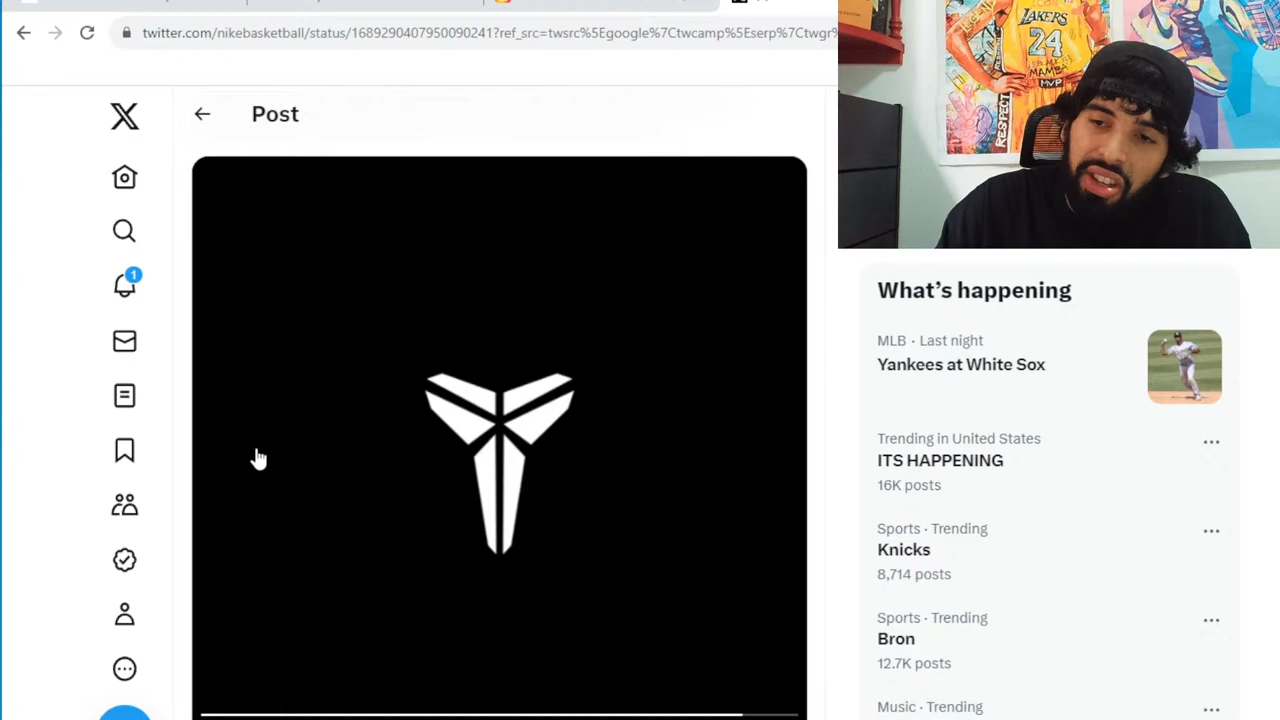 twitter.com/nikebasketball/status/1689290407950090241?ref_src=twsrc%5Egoogle%7Ctwcamp%5Eserp%7Ctwgr%
Post
1
LAKERS
24
MAMBA
MVP
RESPECT
What’s happening
MLB · Last night
Yankees at White Sox
Trending in United States
ITS HAPPENING
16K posts
Sports · Trending
Knicks
8,714 posts
Sports · Trending
Bron
12.7K posts
Music · Trending